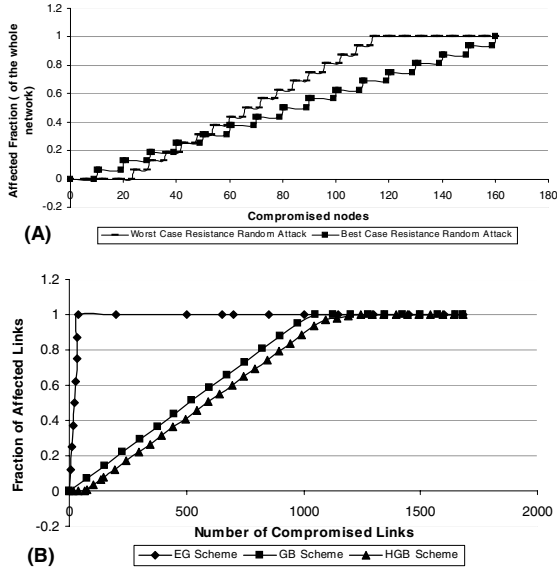 Affected Fraction ( of the whole
network)
1.2
1
0.8
0.6
0.4
0.2
0
-0.2
0 20 40 60 80 100 120 140 160 180
Compromised nodes
(A)
Worst Case Resistance Random Attack Best Case Resistance Random Attack
Fraction of Affected Links
1.2
1
0.8
0.6
0.4
0.2
0
-0.2
0 500 1000 1500 2000
Number of Compromised Links
(B)
EG Scheme GB Scheme HGB Scheme